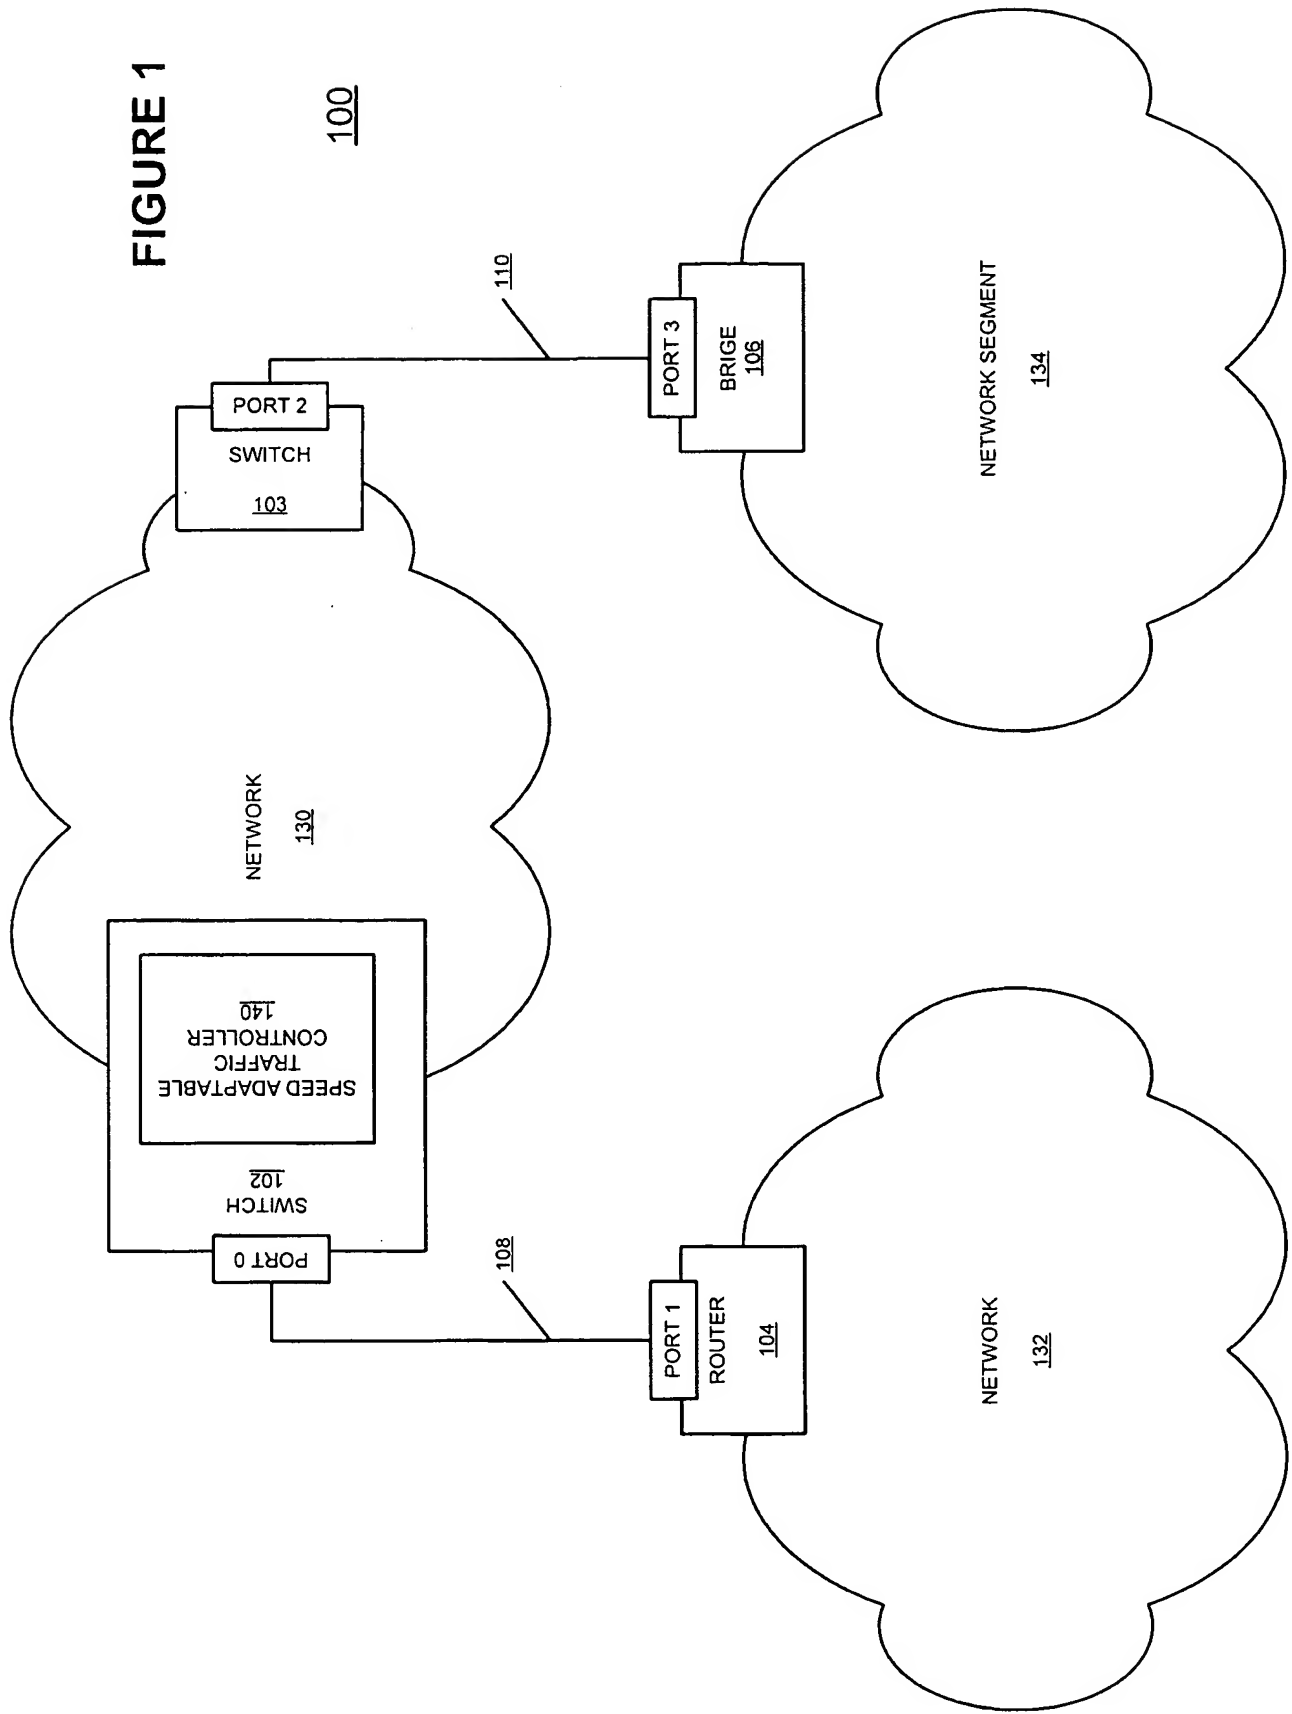 FIGURE 1
100
NETWORK
130
SWITCH
102
PORT 0
SPEED ADAPTABLE
TRAFFIC
CONTROLLER
140
PORT 2
SWITCH
103
108
110
PORT 1
ROUTER
104
NETWORK
132
PORT 3
BRIGE
106
NETWORK SEGMENT
134